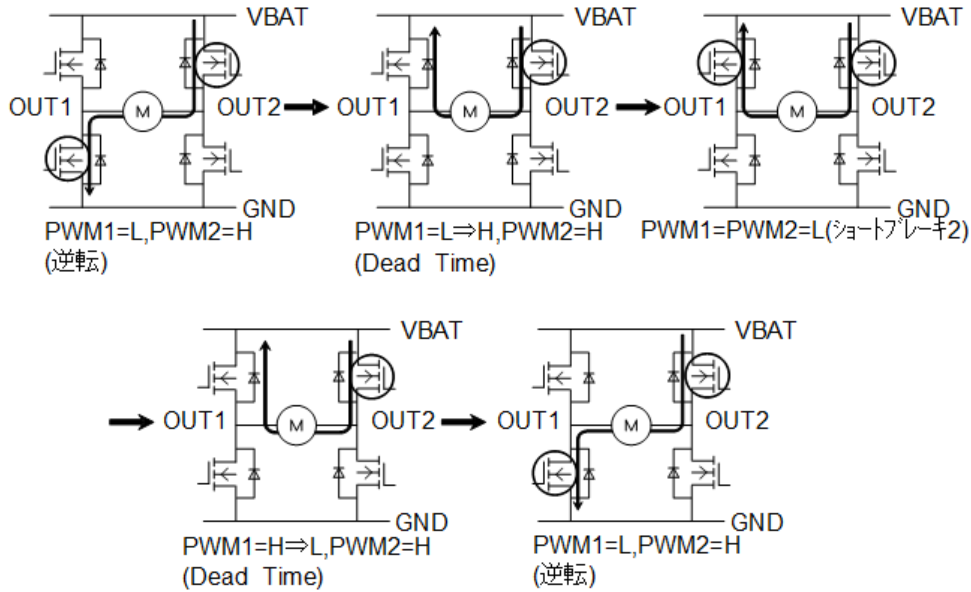 VBAT
VBAT
VBAT
OUT1
M
OUT2
OUT1
M
OUT2
OUT1
M
OUT2
GND
GND
GND
PWM1=L,PWM2=H
(逆転)
PWM1=L⇒H,PWM2=H
(Dead Time)
PWM1=PWM2=L(ショートブレーキ2)
VBAT
VBAT
OUT1
M
OUT2
OUT1
M
OUT2
GND
GND
PWM1=H⇒L,PWM2=H
(Dead Time)
PWM1=L,PWM2=H
(逆転)